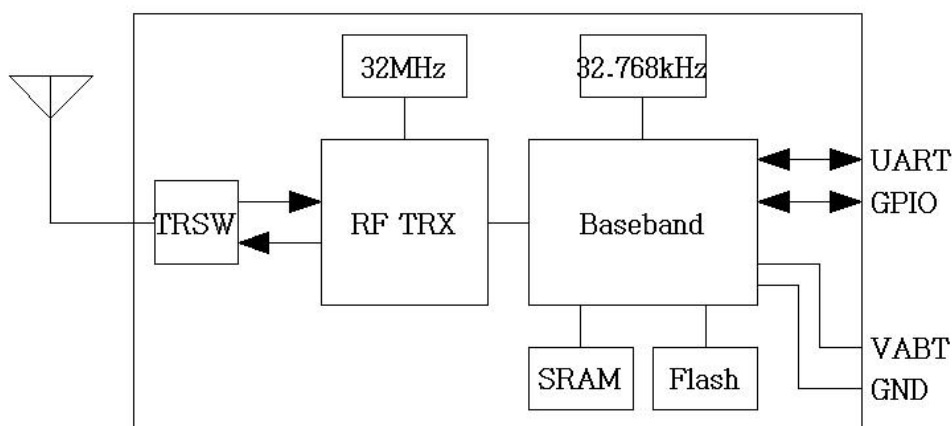 32MHz
32.768kHz
UART
TRSW
RF TRX
Baseband
GPIO
SRAM
Flash
VABT
GND